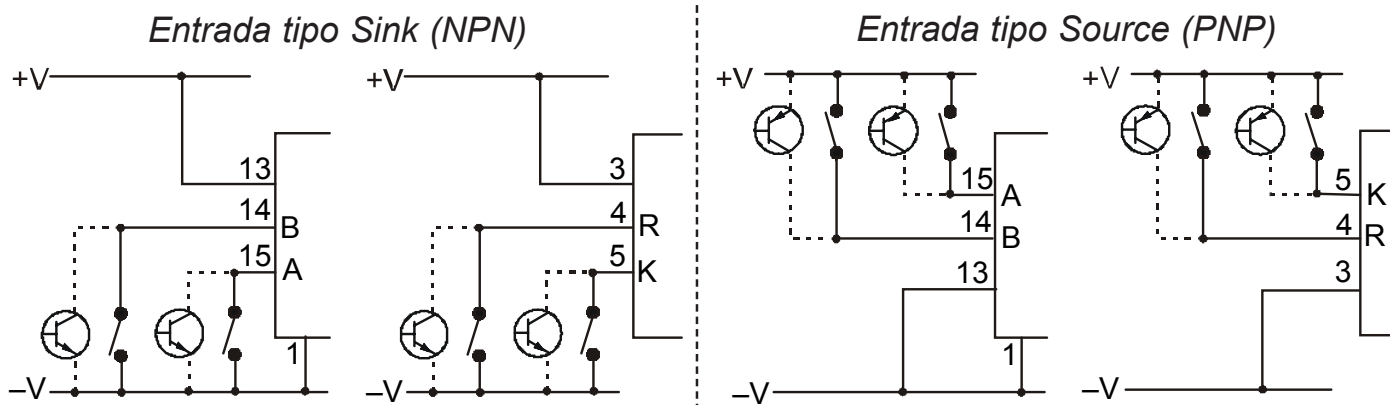 Entrada tipo Sink (NPN)
+V
13
14
B
15
A
1
–V
+V
3
4
R
5
K
–V
Entrada tipo Source (PNP)
+V
15
A
14
B
13
1
–V
+V
5
K
4
R
3
–V